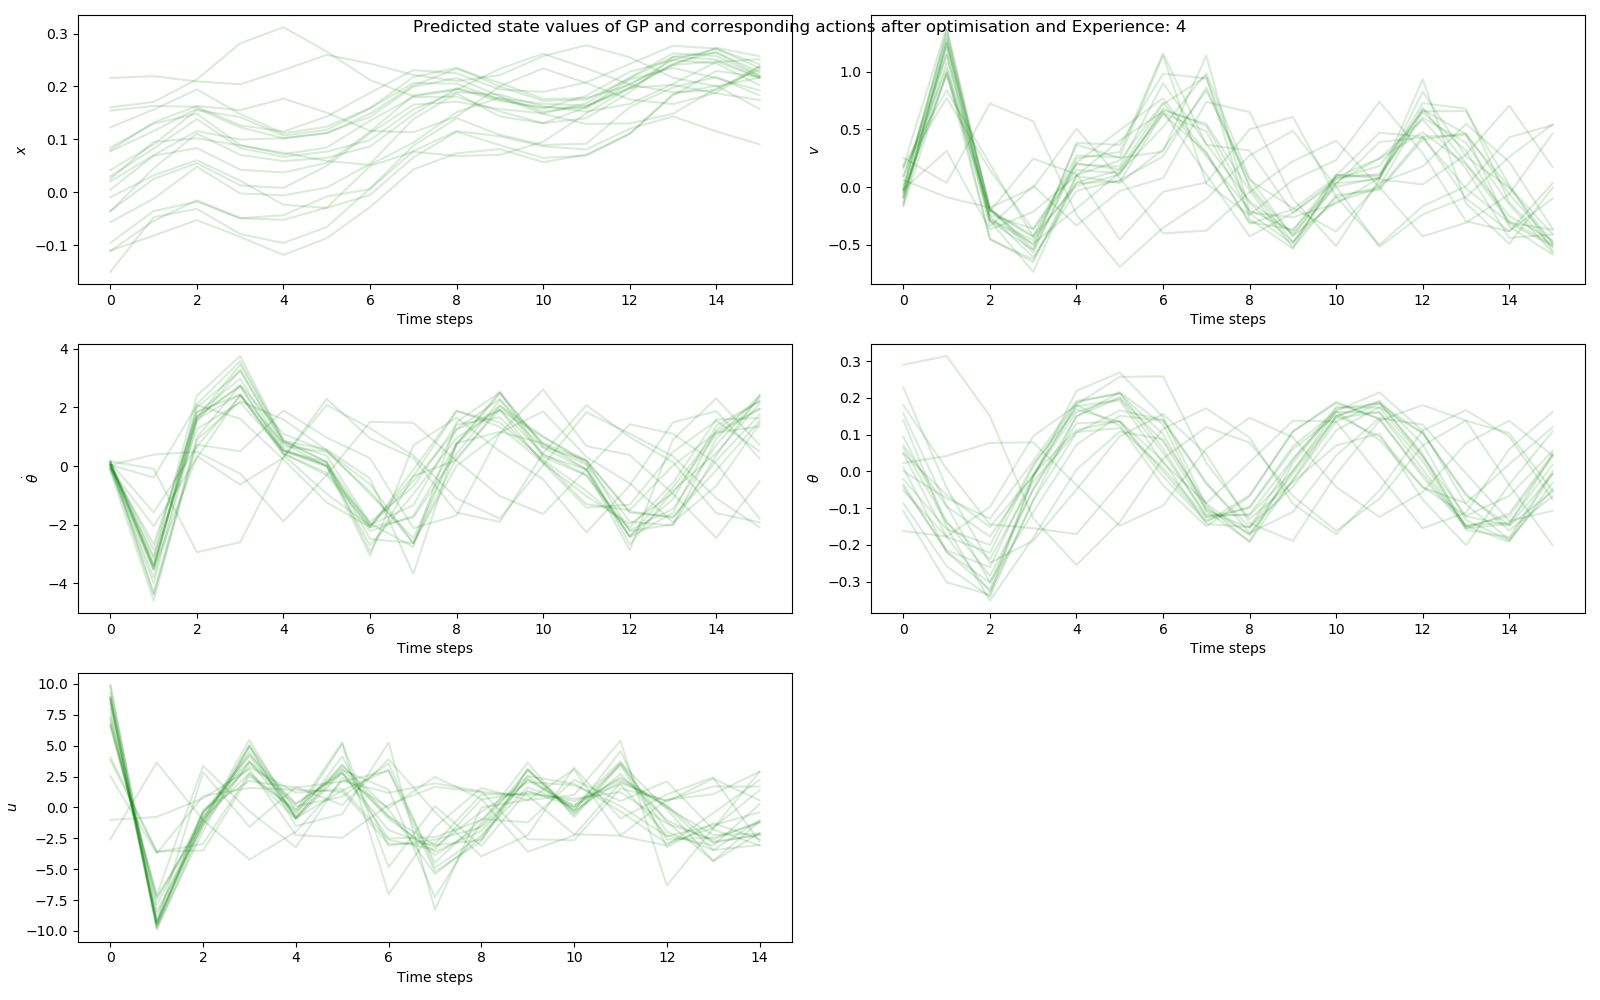 Predicted state values of GP and corresponding actions after optimisation and Experience: 4
0.3
0.2
0.1
0.0
−0.1
x
0 2 4 6 8 10 12 14
Time steps
1.0
0.5
0.0
−0.5
v
0 2 4 6 8 10 12 14
Time steps
4
2
0
−2
−4
θ̇
0 2 4 6 8 10 12 14
Time steps
0.3
0.2
0.1
0.0
−0.1
−0.2
−0.3
θ
0 2 4 6 8 10 12 14
Time steps
10.0
7.5
5.0
2.5
0.0
−2.5
−5.0
−7.5
−10.0
u
0 2 4 6 8 10 12 14
Time steps